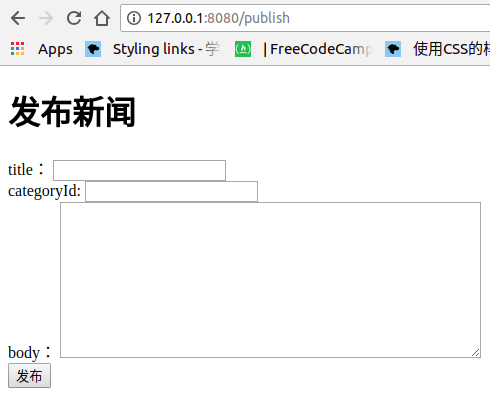 127.0.0.1:8080/publish
Apps Styling links - 学 | FreeCodeCamp 使用CSS的
发布新闻
title：
categoryId:
body：
发布